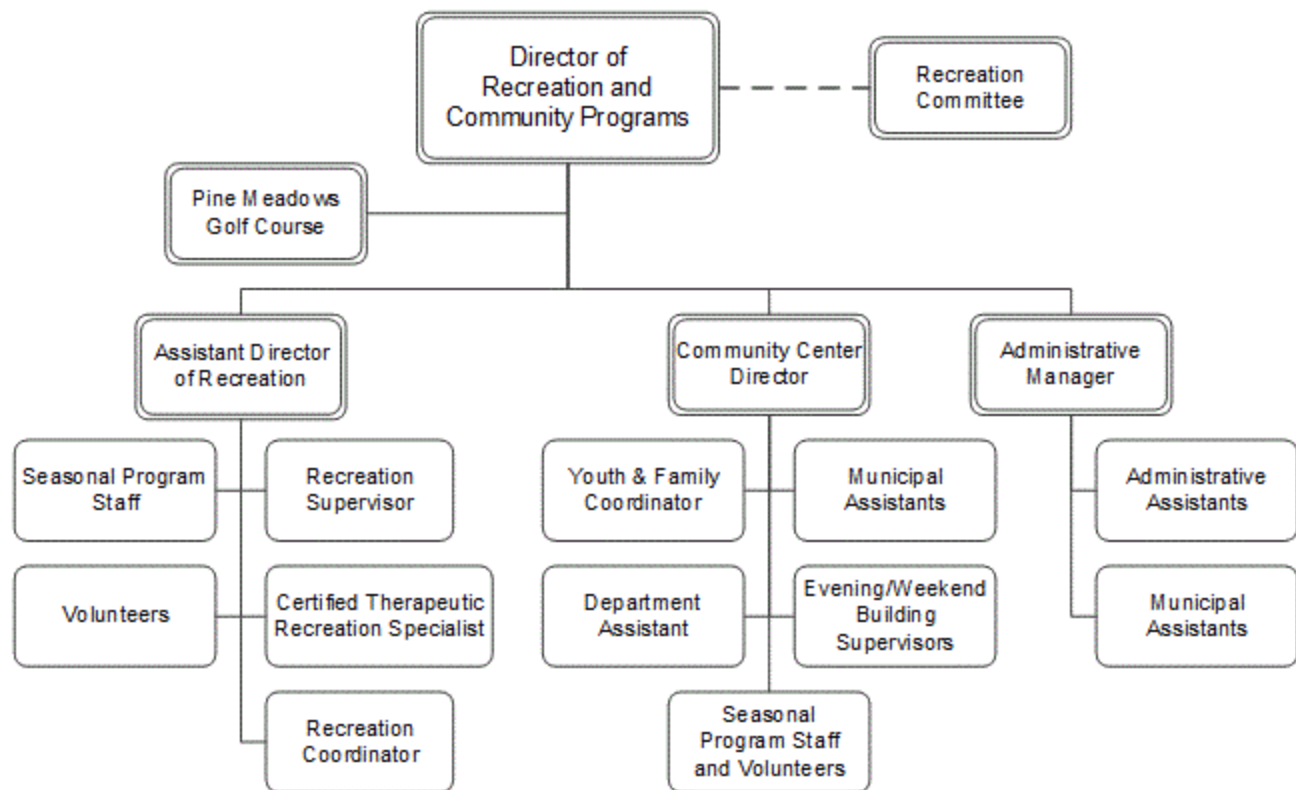 Director of
Recreation and
Community Programs
Recreation
Committee
Pine Meadows
Golf Course
Assistant Director
of Recreation
Community Center
Director
Administrative
Manager
Seasonal Program
Staff
Recreation
Supervisor
Youth & Family
Coordinator
Municipal
Assistants
Administrative
Assistants
Volunteers
Certified Therapeutic
Recreation Specialist
Department
Assistant
Evening/Weekend
Building
Supervisors
Municipal
Assistants
Recreation
Coordinator
Seasonal
Program Staff
and Volunteers